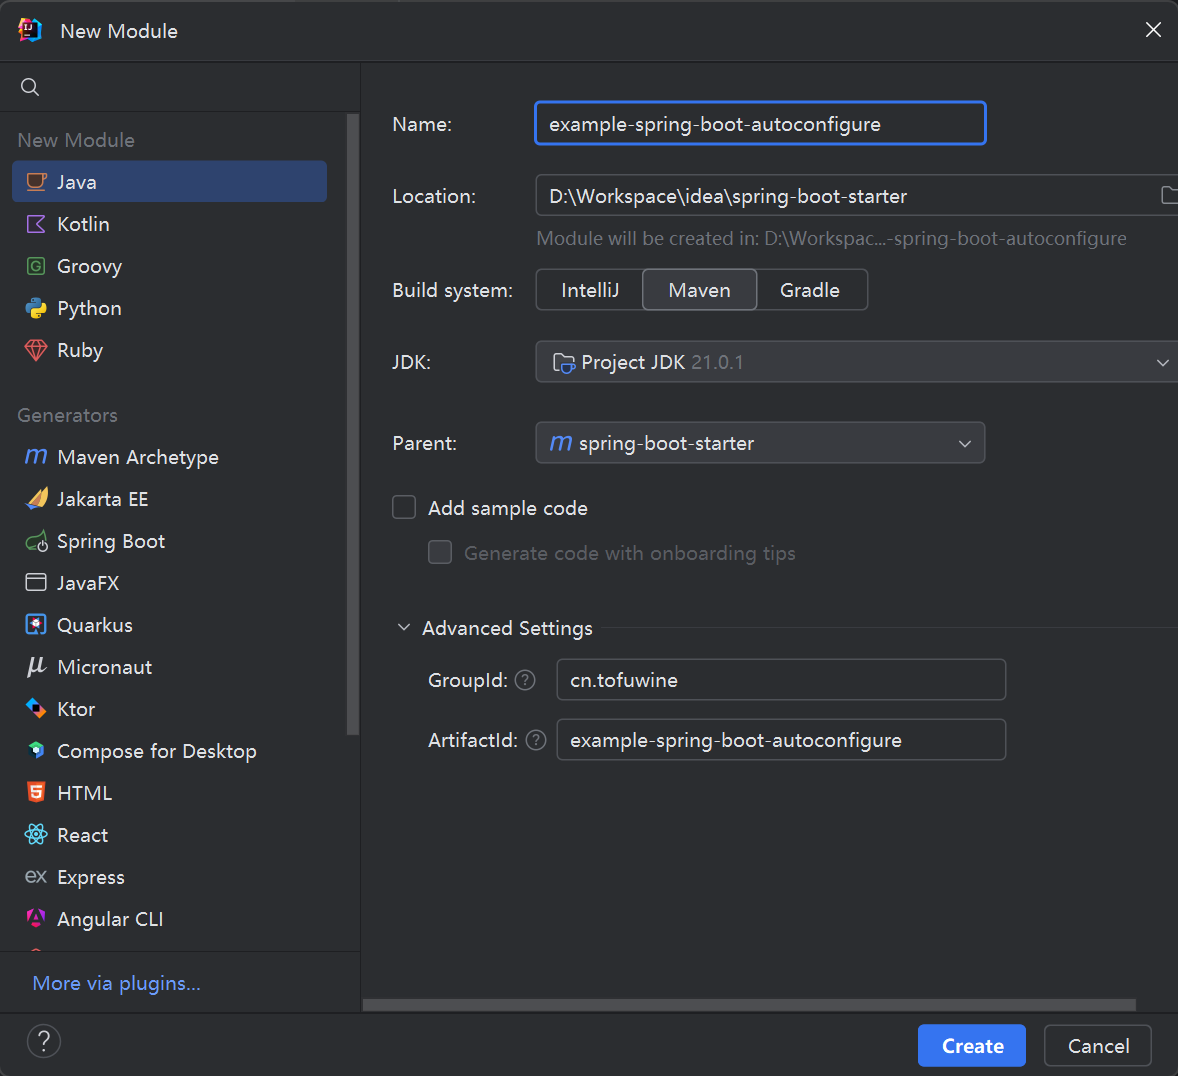 New Module
New Module
Java
Kotlin
Groovy
Python
Ruby
Generators
Maven Archetype
Jakarta EE
Spring Boot
JavaFX
Quarkus
Micronaut
Ktor
Compose for Desktop
HTML
React
Express
Angular CLI
More via plugins...
Name: example-spring-boot-autoconfigure
Location: D:\Workspace\idea\spring-boot-starter
Module will be created in: D:\Workspac...-spring-boot-autoconfigure
Build system: IntelliJ Maven Gradle
JDK: Project JDK 21.0.1
Parent: spring-boot-starter
Add sample code
Generate code with onboarding tips
Advanced Settings
GroupId: ? cn.tofuwine
ArtifactId: ? example-spring-boot-autoconfigure
? Create Cancel